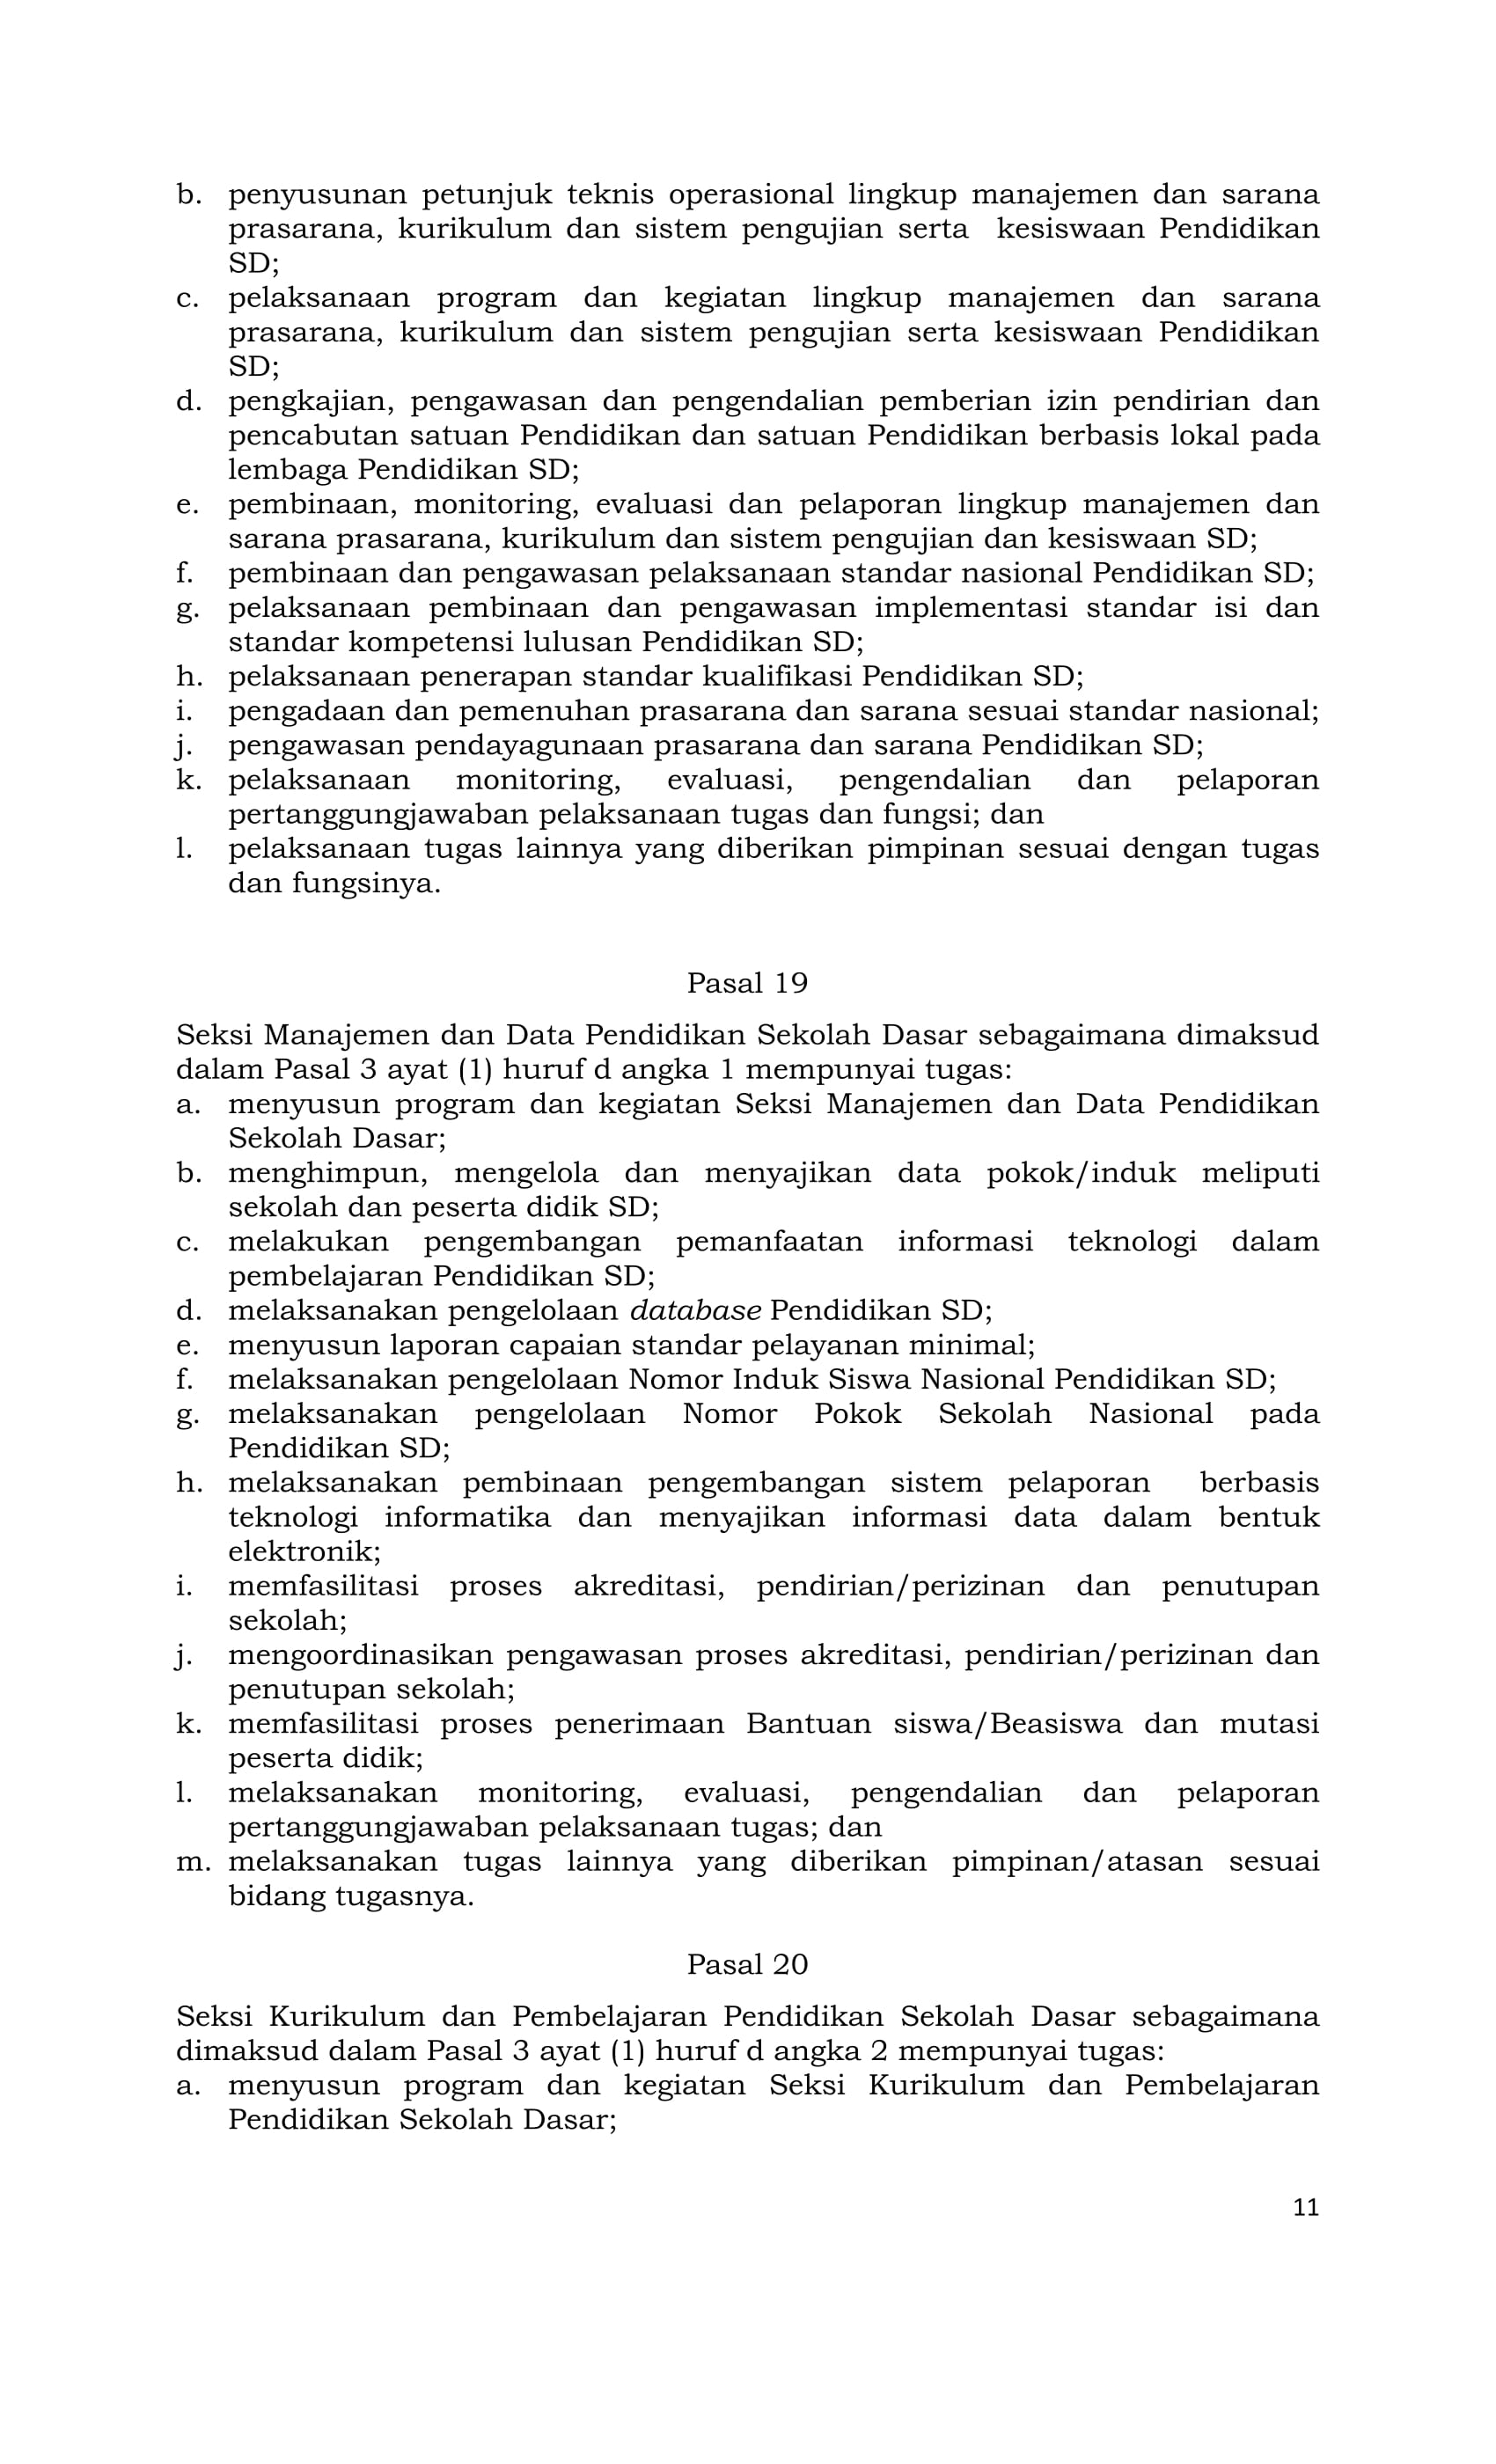 b. penyusunan petunjuk teknis operasional lingkup manajemen dan sarana
prasarana, kurikulum dan sistem pengujian serta kesiswaan Pendidikan
SD;
c. pelaksanaan program dan kegiatan lingkup manajemen dan sarana
prasarana, kurikulum dan sistem pengujian serta kesiswaan Pendidikan
SD;
d. pengkajian, pengawasan dan pengendalian pemberian izin pendirian dan
pencabutan satuan Pendidikan dan satuan Pendidikan berbasis lokal pada
lembaga Pendidikan SD;
e. pembinaan, monitoring, evaluasi dan pelaporan lingkup manajemen dan
sarana prasarana, kurikulum dan sistem pengujian dan kesiswaan SD;
f. pembinaan dan pengawasan pelaksanaan standar nasional Pendidikan SD;
g. pelaksanaan pembinaan dan pengawasan implementasi standar isi dan
standar kompetensi lulusan Pendidikan SD;
h. pelaksanaan penerapan standar kualifikasi Pendidikan SD;
i. pengadaan dan pemenuhan prasarana dan sarana sesuai standar nasional;
j. pengawasan pendayagunaan prasarana dan sarana Pendidikan SD;
k. pelaksanaan monitoring, evaluasi, pengendalian dan pelaporan
pertanggungjawaban pelaksanaan tugas dan fungsi; dan
l. pelaksanaan tugas lainnya yang diberikan pimpinan sesuai dengan tugas
dan fungsinya.
Pasal 19
Seksi Manajemen dan Data Pendidikan Sekolah Dasar sebagaimana dimaksud
dalam Pasal 3 ayat (1) huruf d angka 1 mempunyai tugas:
a. menyusun program dan kegiatan Seksi Manajemen dan Data Pendidikan
Sekolah Dasar;
b. menghimpun, mengelola dan menyajikan data pokok/induk meliputi
sekolah dan peserta didik SD;
c. melakukan pengembangan pemanfaatan informasi teknologi dalam
pembelajaran Pendidikan SD;
d. melaksanakan pengelolaan database Pendidikan SD;
e. menyusun laporan capaian standar pelayanan minimal;
f. melaksanakan pengelolaan Nomor Induk Siswa Nasional Pendidikan SD;
g. melaksanakan pengelolaan Nomor Pokok Sekolah Nasional pada
Pendidikan SD;
h. melaksanakan pembinaan pengembangan sistem pelaporan berbasis
teknologi informatika dan menyajikan informasi data dalam bentuk
elektronik;
i. memfasilitasi proses akreditasi, pendirian/perizinan dan penutupan
sekolah;
j. mengoordinasikan pengawasan proses akreditasi, pendirian/perizinan dan
penutupan sekolah;
k. memfasilitasi proses penerimaan Bantuan siswa/Beasiswa dan mutasi
peserta didik;
l. melaksanakan monitoring, evaluasi, pengendalian dan pelaporan
pertanggungjawaban pelaksanaan tugas; dan
m. melaksanakan tugas lainnya yang diberikan pimpinan/atasan sesuai
bidang tugasnya.
Pasal 20
Seksi Kurikulum dan Pembelajaran Pendidikan Sekolah Dasar sebagaimana
dimaksud dalam Pasal 3 ayat (1) huruf d angka 2 mempunyai tugas:
a. menyusun program dan kegiatan Seksi Kurikulum dan Pembelajaran
Pendidikan Sekolah Dasar;
11